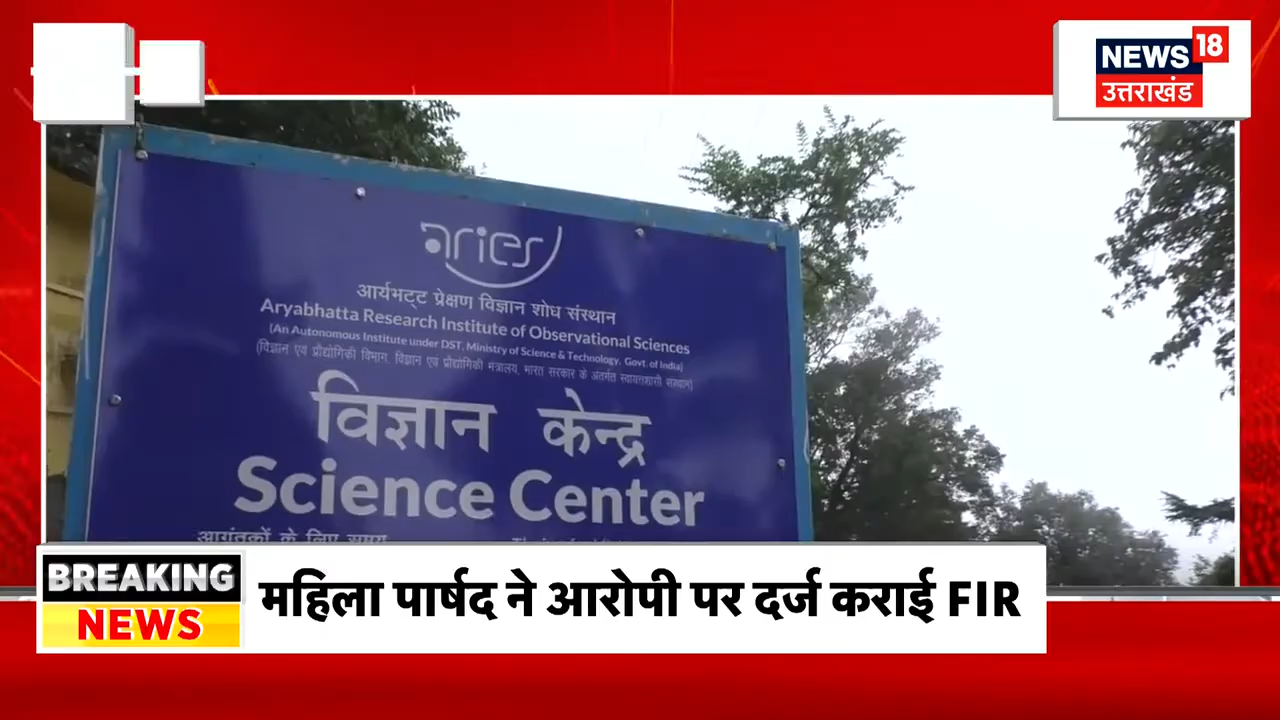 NEWS 18
उत्तराखंड
aries
आर्यभट्ट प्रेक्षण विज्ञान शोध संस्थान
Aryabhatta Research Institute of Observational Sciences
(An Autonomous Institute under DST, Ministry of Science & Technology, Govt. of India)
(विज्ञान एवं प्रौद्योगिकी विभाग, विज्ञान एवं प्रौद्योगिकी मंत्रालय, भारत सरकार के अंतर्गत स्वायत्तशासी संस्थान)
विज्ञान केन्द्र
Science Center
आगंतुकों के लिए समय
BREAKING
NEWS
महिला पार्षद ने आरोपी पर दर्ज कराई FIR